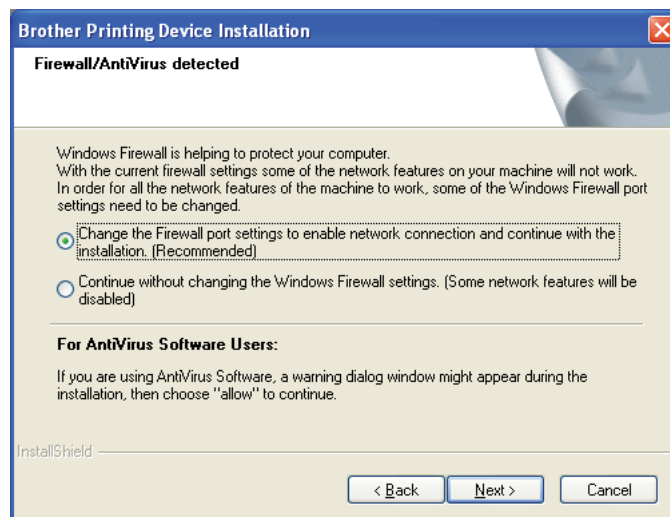 Brother Printing Device Installation
Firewall/AntiVirus detected
Windows Firewall is helping to protect your computer.
With the current firewall settings some of the network features on your machine will not work.
In order for all the network features of the machine to work, some of the Windows Firewall port
settings need to be changed.
Change the Firewall port settings to enable network connection and continue with the
installation. (Recommended)
Continue without changing the Windows Firewall settings. (Some network features will be
disabled)
For AntiVirus Software Users:
If you are using AntiVirus Software, a warning dialog window might appear during the
installation, then choose "allow" to continue.
InstallShield
< Back Next > Cancel